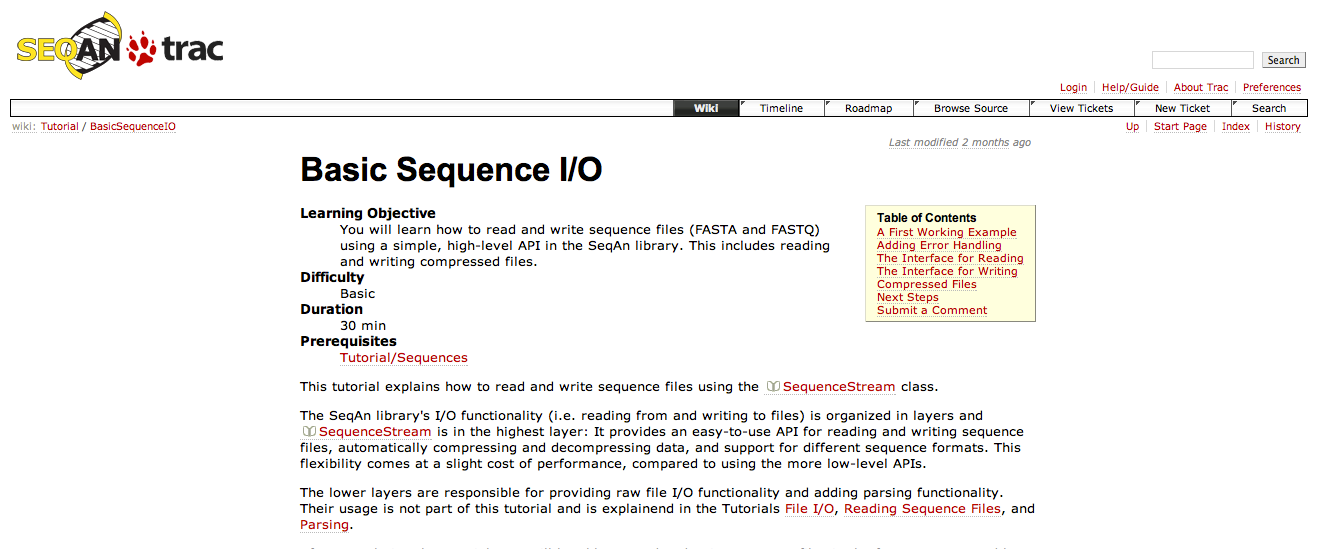 SEQAN trac
Search
Login Help/Guide About Trac Preferences
Wiki Timeline Roadmap Browse Source View Tickets New Ticket Search
wiki: Tutorial / BasicSequenceIO
Up Start Page Index History
Last modified 2 months ago
Basic Sequence I/O
Learning Objective
You will learn how to read and write sequence files (FASTA and FASTQ)
using a simple, high-level API in the SeqAn library. This includes reading
and writing compressed files.
Difficulty
Basic
Duration
30 min
Prerequisites
Tutorial/Sequences
Table of Contents
A First Working Example
Adding Error Handling
The Interface for Reading
The Interface for Writing
Compressed Files
Next Steps
Submit a Comment
This tutorial explains how to read and write sequence files using the SequenceStream class.
The SeqAn library's I/O functionality (i.e. reading from and writing to files) is organized in layers and
SequenceStream is in the highest layer: It provides an easy-to-use API for reading and writing sequence
files, automatically compressing and decompressing data, and support for different sequence formats. This
flexibility comes at a slight cost of performance, compared to using the more low-level APIs.
The lower layers are responsible for providing raw file I/O functionality and adding parsing functionality.
Their usage is not part of this tutorial and is explainend in the Tutorials File I/O, Reading Sequence Files, and
Parsing.